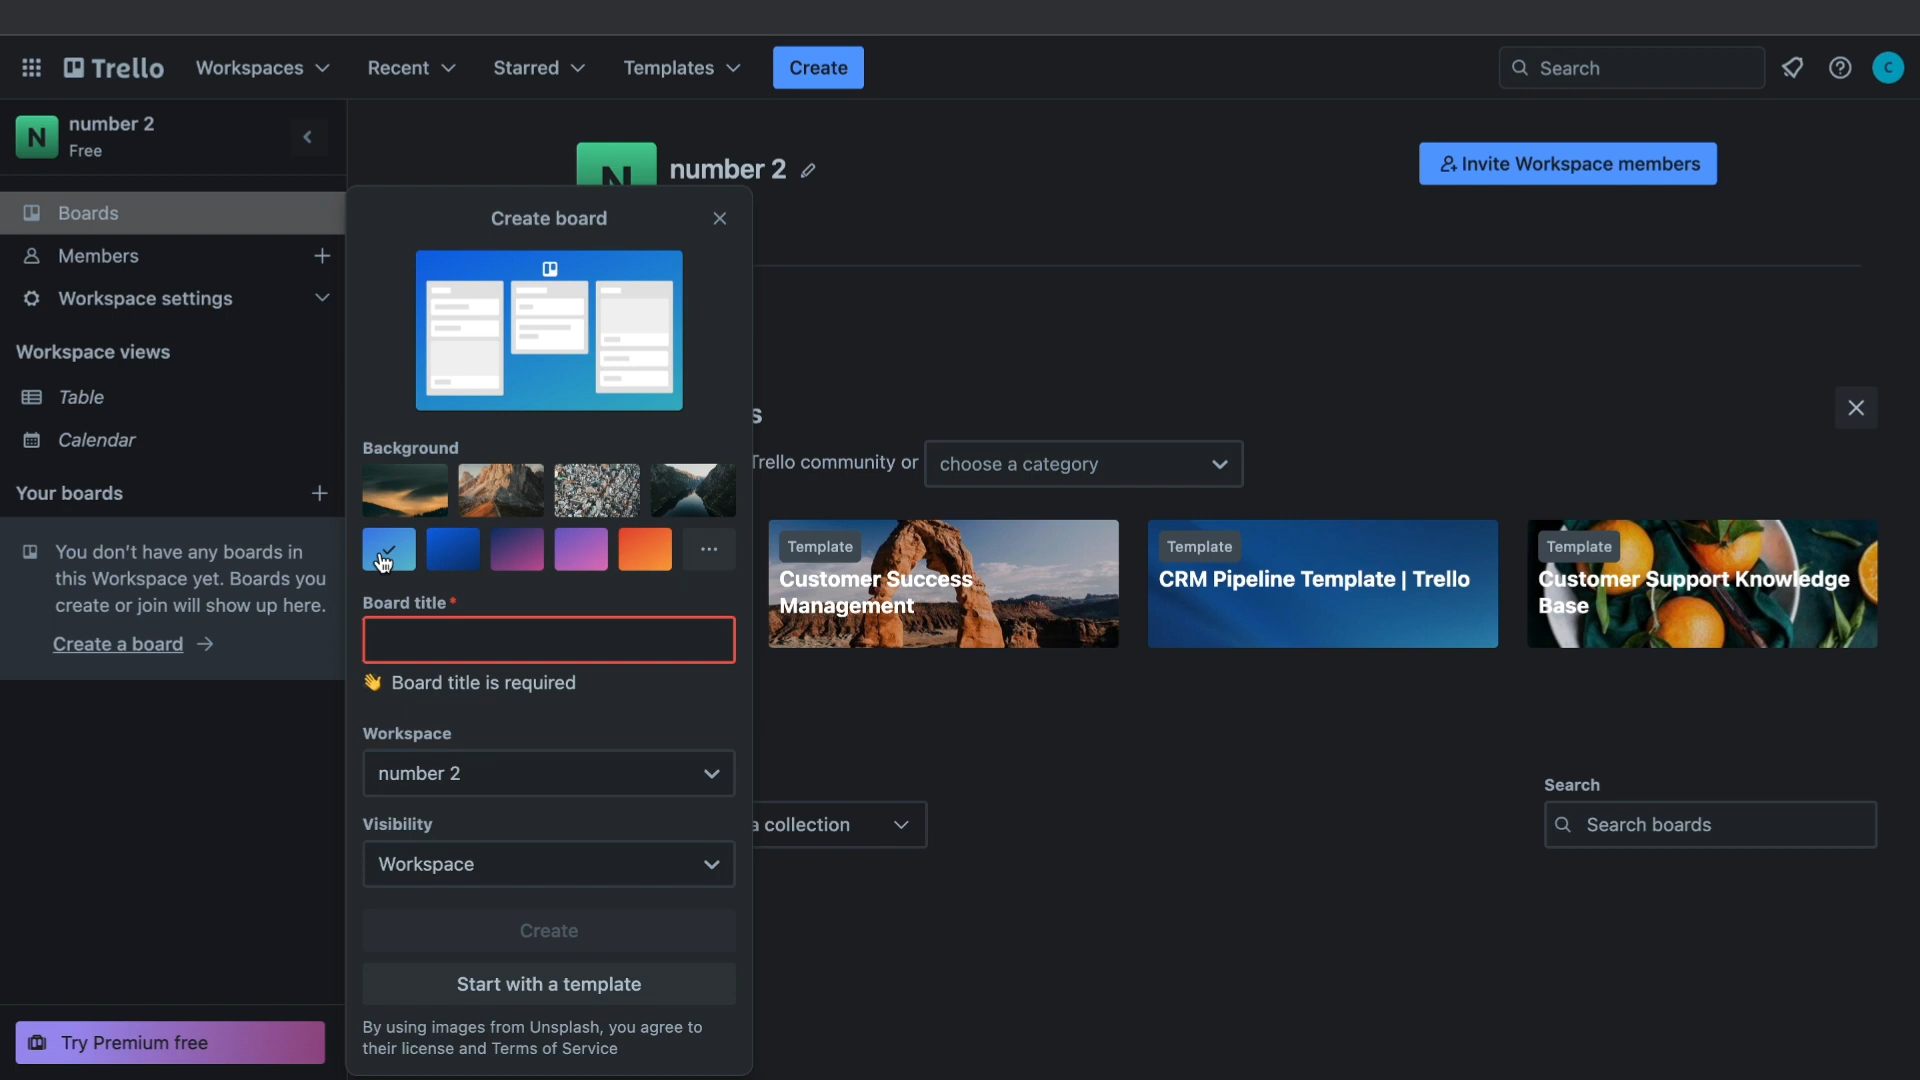 Trello
Workspaces
Recent
Starred
Templates
Create
Search
C
N
number 2
Free
Boards
Members
Workspace settings
Workspace views
Table
Calendar
Your boards
You don't have any boards in
this Workspace yet. Boards you
create or join will show up here.
Create a board →
Try Premium free
N
number 2
Invite Workspace members
Create board
Background
Board title*
👋 Board title is required
Workspace
number 2
Visibility
Workspace
Create
Start with a template
By using images from Unsplash, you agree to
their license and Terms of Service
s
Trello community or
choose a category
Template
Customer Success
Management
Template
CRM Pipeline Template | Trello
Template
Customer Support Knowledge
Base
a collection
Search
Search boards